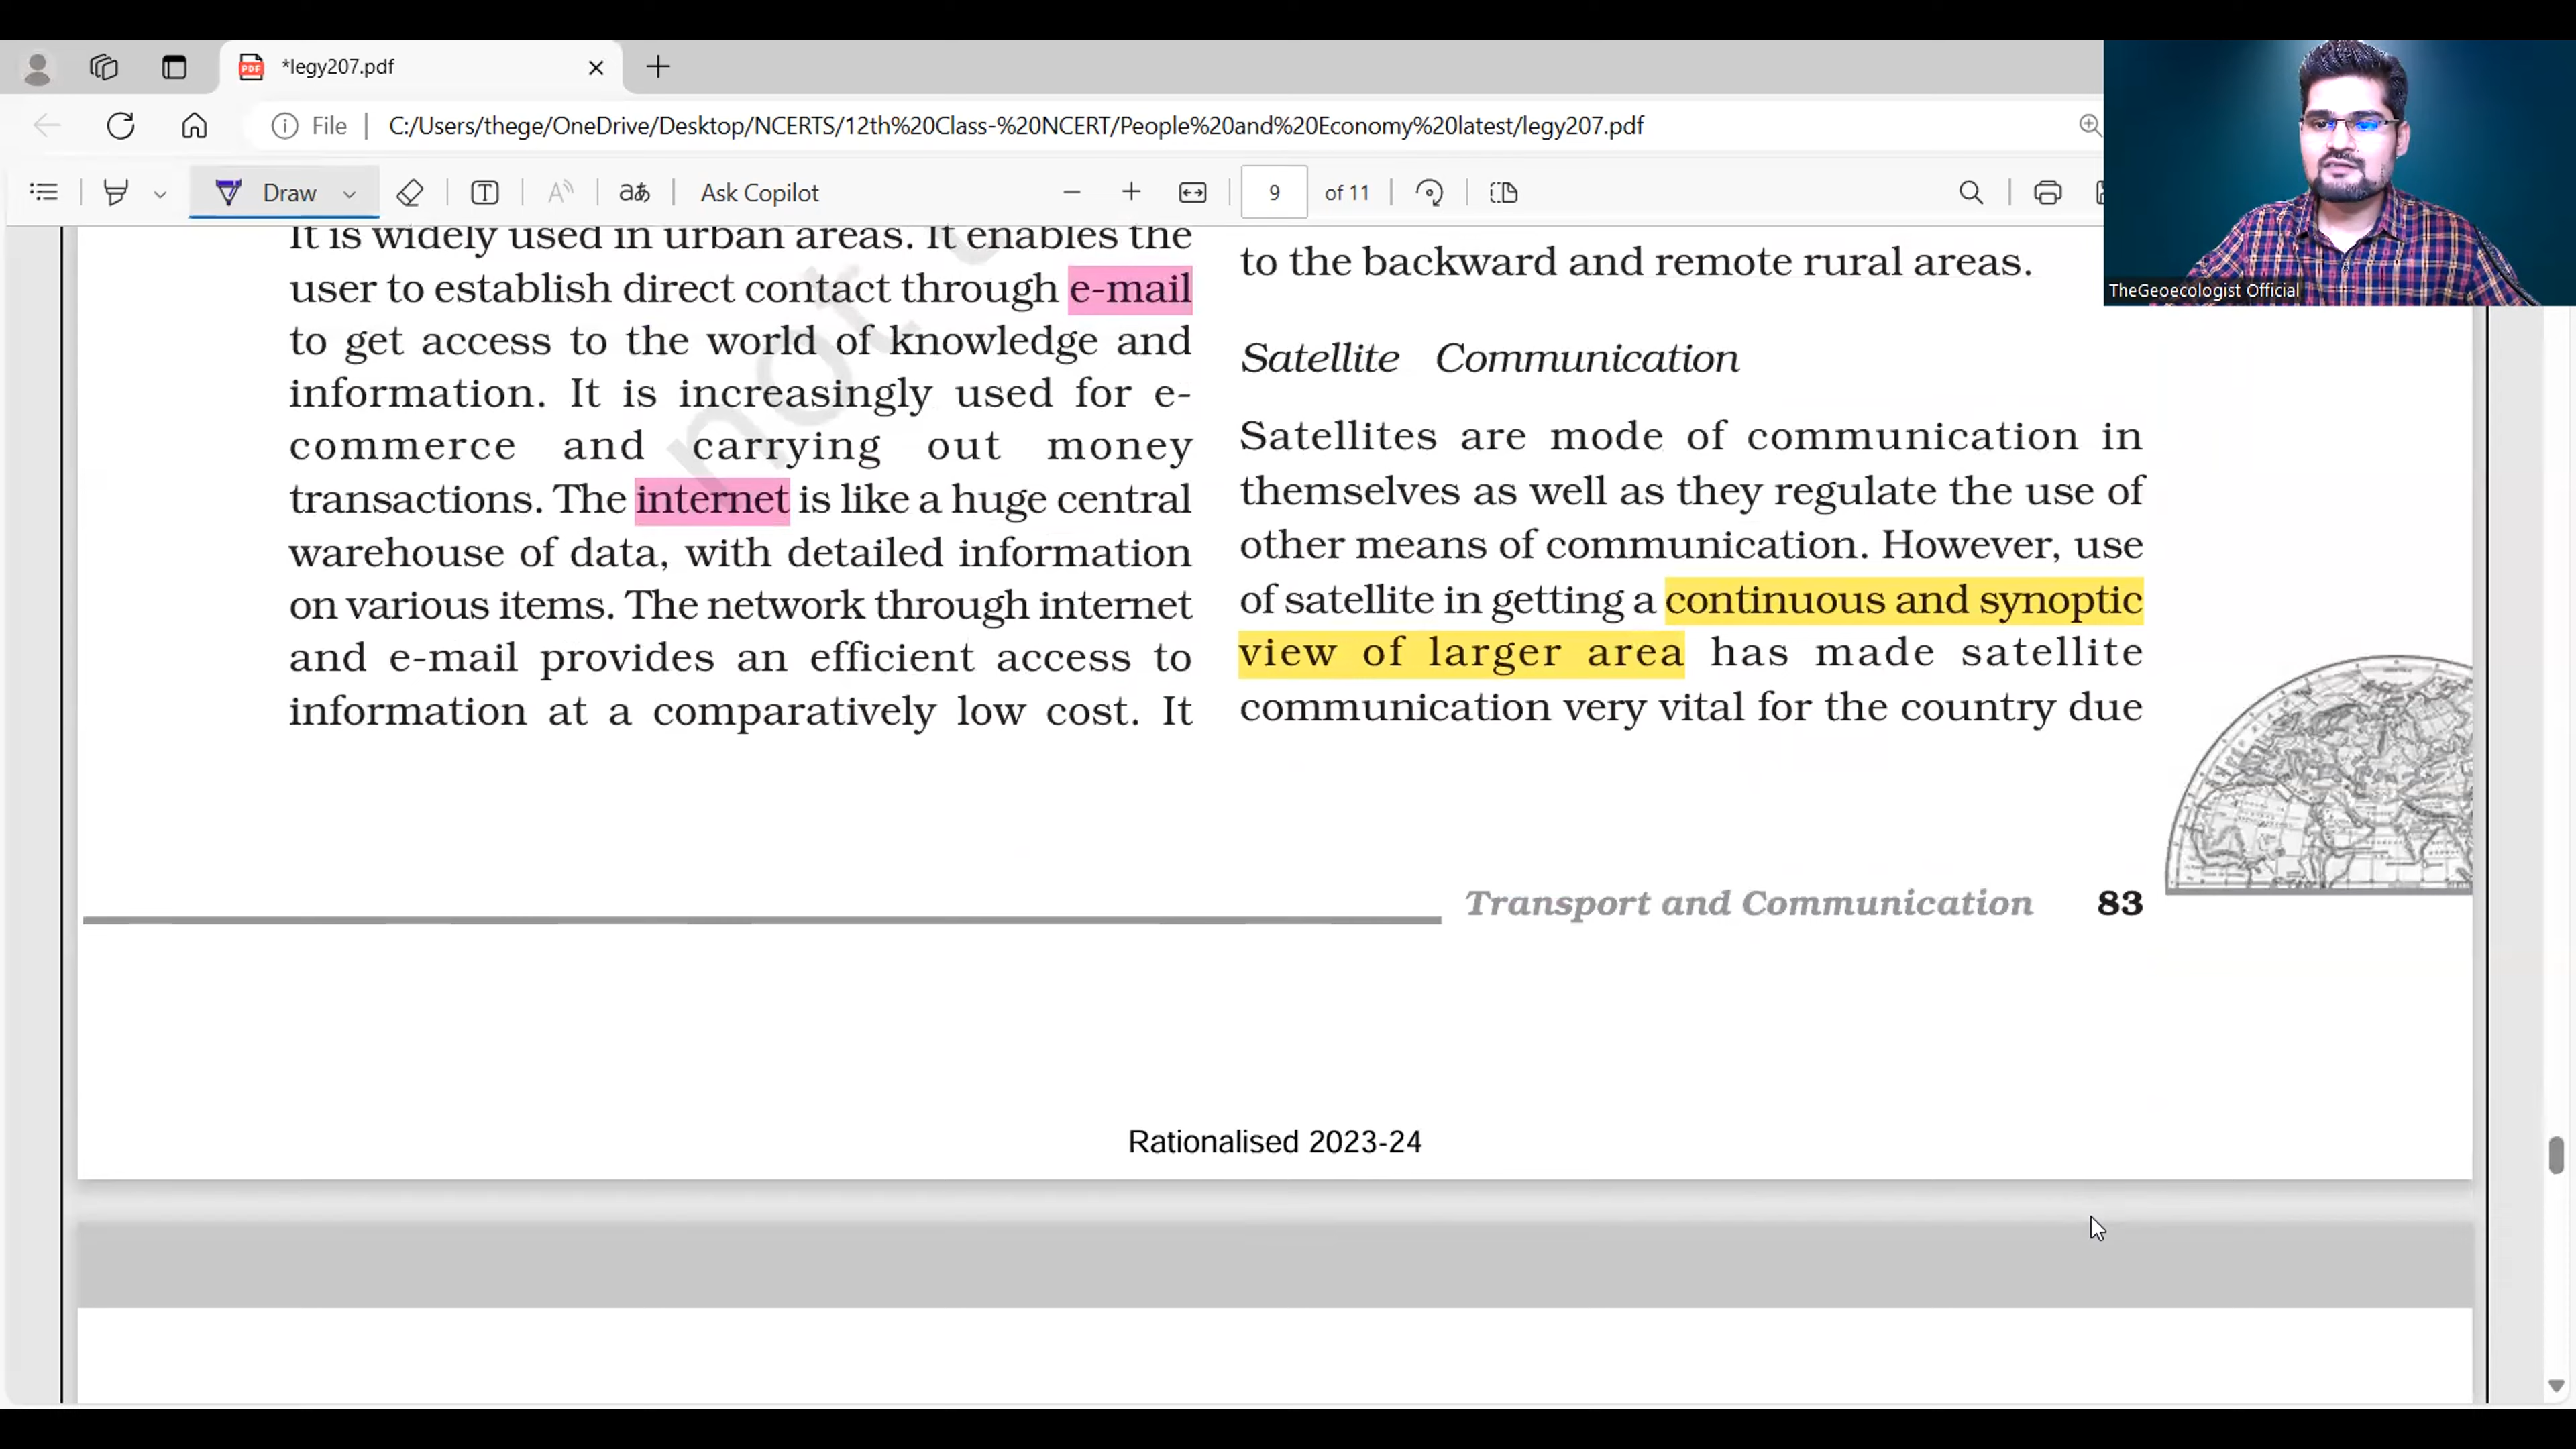 *legy207.pdf
File
C:/Users/thege/OneDrive/Desktop/NCERTS/12th%20Class-%20NCERT/People%20and%20Economy%20latest/legy207.pdf
Draw
aあ
Ask Copilot
9 of 11
TheGeoecologist Official
It is widely used in urban areas. It enables the
user to establish direct contact through e-mail
to get access to the world of knowledge and
information. It is increasingly used for e-
commerce and carrying out money
transactions. The internet is like a huge central
warehouse of data, with detailed information
on various items. The network through internet
and e-mail provides an efficient access to
information at a comparatively low cost. It
not
to the backward and remote rural areas.
Satellite Communication
Satellites are mode of communication in
themselves as well as they regulate the use of
other means of communication. However, use
of satellite in getting a continuous and synoptic
view of larger area has made satellite
communication very vital for the country due
Transport and Communication 83
Rationalised 2023-24